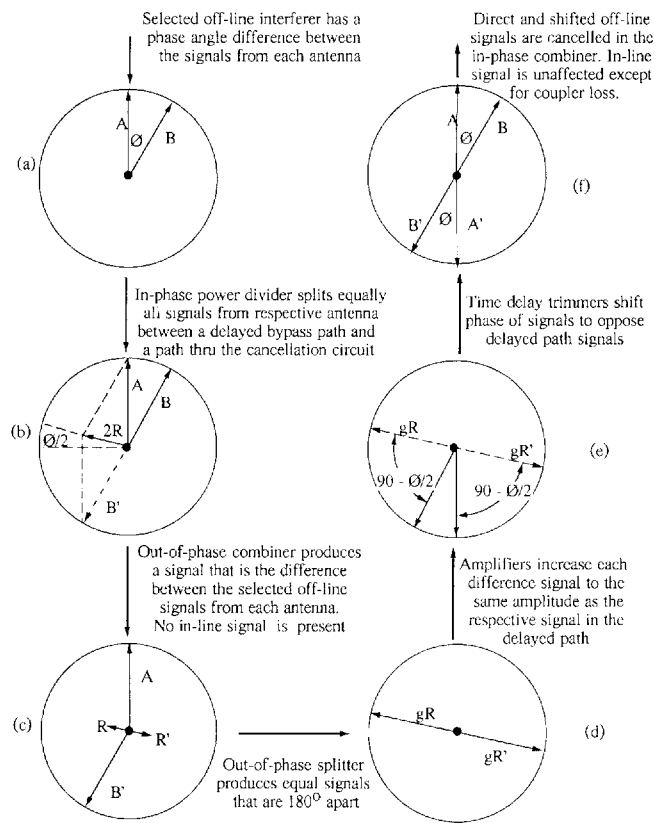 Selected off-line interferer has a
phase angle difference between
the signals from each antenna
A
Ø
B
(a)
In-phase power divider splits equally
all signals from respective antenna
between a delayed bypass path and
a path thru the cancellation circuit
A
B
(b)
2R
Ø/2
B'
Out-of-phase combiner produces
a signal that is the difference
between the selected off-line
signals from each antenna.
No in-line signal is present
A
(c)
R
R'
B'
Out-of-phase splitter
produces equal signals
that are 180° apart
gR
gR'
(d)
Amplifiers increase each
difference signal to the
same amplitude as the
respective signal in the
delayed path
gR
gR'
(e)
90 - Ø/2
90 - Ø/2
Time delay trimmers shift
phase of signals to oppose
delayed path signals
A
Ø
B
(f)
B'
Ø
A'
Direct and shifted off-line
signals are cancelled in the
in-phase combiner. In-line
signal is unaffected except
for coupler loss.